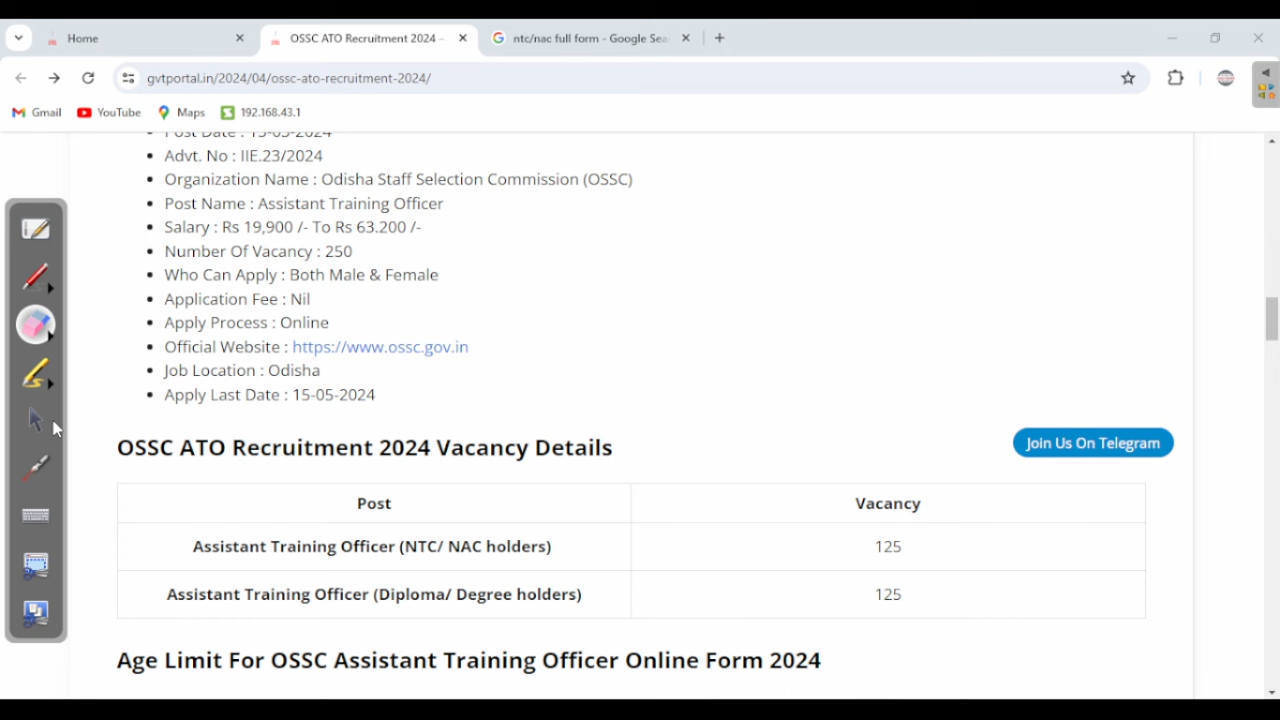 Home
OSSC ATO Recruitment 2024 –
ntc/nac full form - Google Sea
gvtportal.in/2024/04/ossc-ato-recruitment-2024/
Gmail
YouTube
Maps
192.168.43.1
Post Date : 15-05-2024
Advt. No : IIE.23/2024
Organization Name : Odisha Staff Selection Commission (OSSC)
Post Name : Assistant Training Officer
Salary : Rs 19,900 /- To Rs 63.200 /-
Number Of Vacancy : 250
Who Can Apply : Both Male & Female
Application Fee : Nil
Apply Process : Online
Official Website : https://www.ossc.gov.in
Job Location : Odisha
Apply Last Date : 15-05-2024
OSSC ATO Recruitment 2024 Vacancy Details
Join Us On Telegram
Post Vacancy
Assistant Training Officer (NTC/ NAC holders) 125
Assistant Training Officer (Diploma/ Degree holders) 125
Age Limit For OSSC Assistant Training Officer Online Form 2024